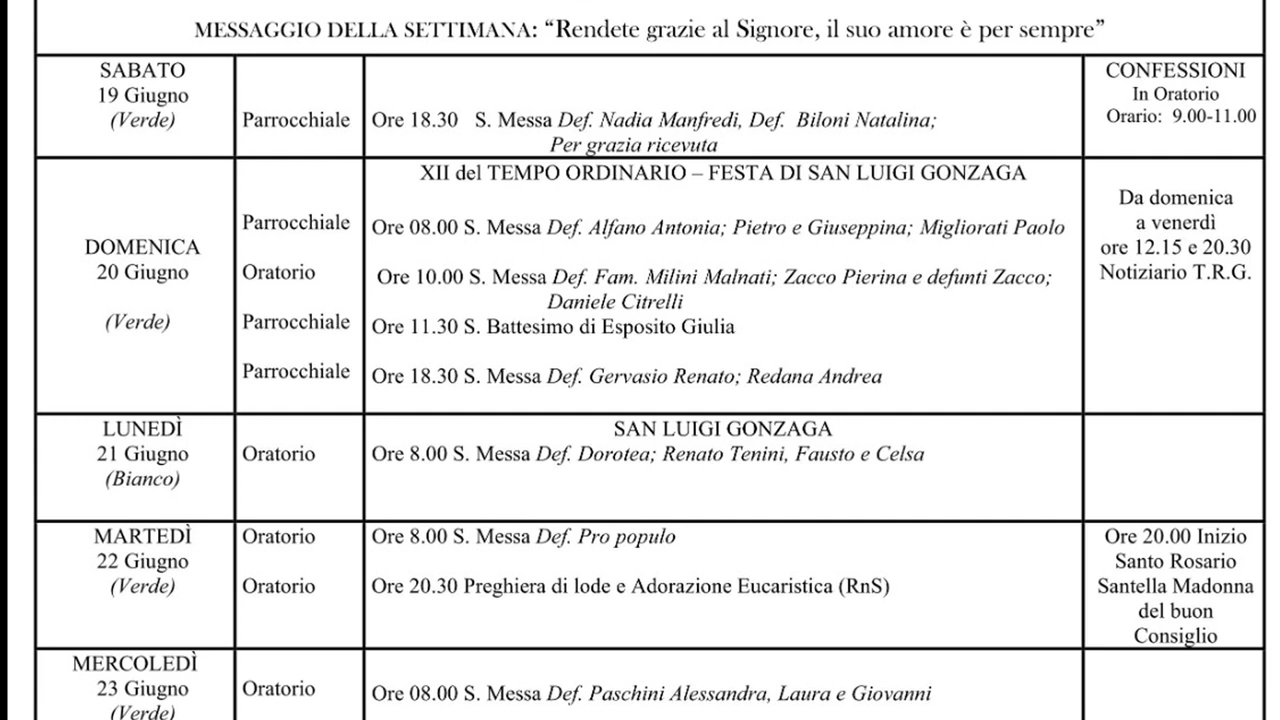 MESSAGGIO DELLA SETTIMANA: “Rendete grazie al Signore, il suo amore è per sempre”
SABATO
19 Giugno
(Verde)
Parrocchiale
Ore 18.30 S. Messa Def. Nadia Manfredi, Def. Biloni Natalina;
Per grazia ricevuta
CONFESSIONI
In Oratorio
Orario: 9.00-11.00
DOMENICA
20 Giugno
(Verde)
XII del TEMPO ORDINARIO – FESTA DI SAN LUIGI GONZAGA
Parrocchiale
Ore 08.00 S. Messa Def. Alfano Antonia; Pietro e Giuseppina; Migliorati Paolo
Oratorio
Ore 10.00 S. Messa Def. Fam. Milini Malnati; Zacco Pierina e defunti Zacco;
Daniele Citrelli
Parrocchiale
Ore 11.30 S. Battesimo di Esposito Giulia
Parrocchiale
Ore 18.30 S. Messa Def. Gervasio Renato; Redana Andrea
Da domenica
a venerdì
ore 12.15 e 20.30
Notiziario T.R.G.
LUNEDÌ
21 Giugno
(Bianco)
SAN LUIGI GONZAGA
Oratorio
Ore 8.00 S. Messa Def. Dorotea; Renato Tenini, Fausto e Celsa
MARTEDÌ
22 Giugno
(Verde)
Oratorio
Ore 8.00 S. Messa Def. Pro populo
Oratorio
Ore 20.30 Preghiera di lode e Adorazione Eucaristica (RnS)
Ore 20.00 Inizio
Santo Rosario
Santella Madonna
del buon
Consiglio
MERCOLEDÌ
23 Giugno
(Verde)
Oratorio
Ore 08.00 S. Messa Def. Paschini Alessandra, Laura e Giovanni